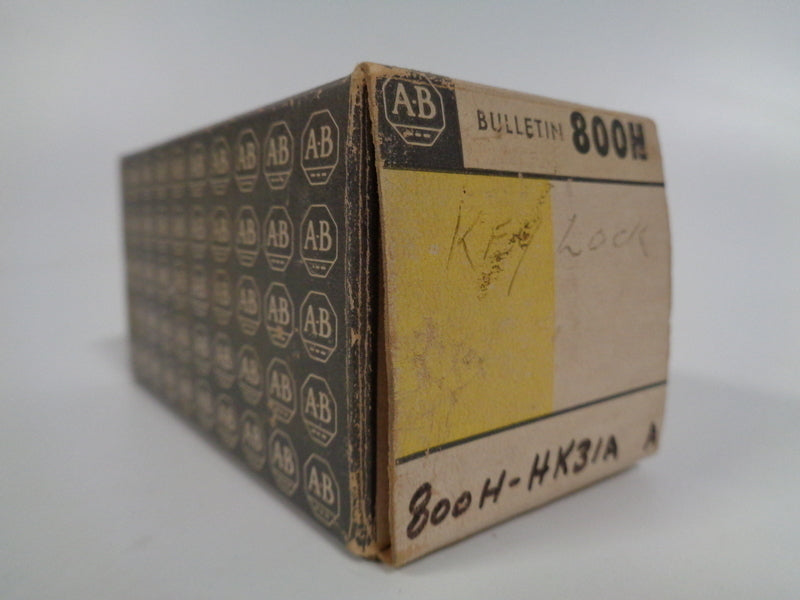 A-B
BULLETIN 800H
KEY LOCK
800H-HK31A A
A-B A-B A-B A-B
A-B A-B A-B
A-B A-B A-B
A-B A-B A-B
A-B A-B A-B